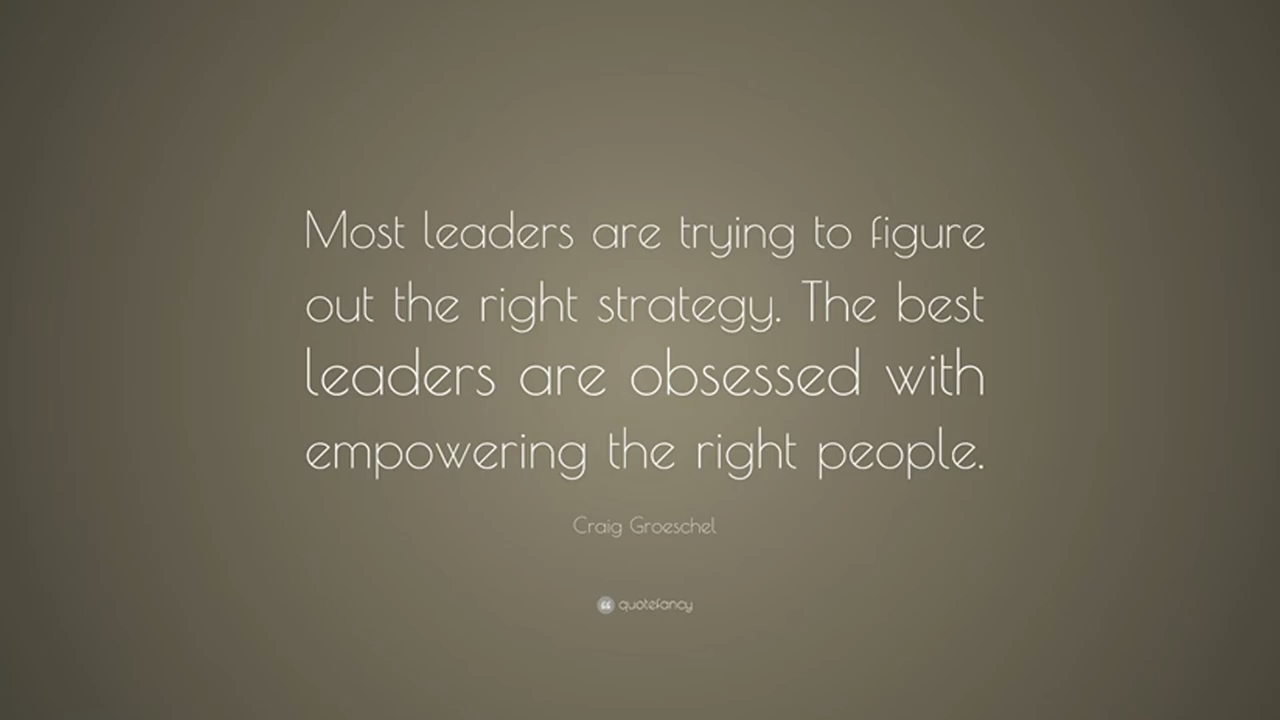 Most leaders are trying to figure
out the right strategy. The best
leaders are obsessed with
empowering the right people.
Craig Groeschel
quotefancy